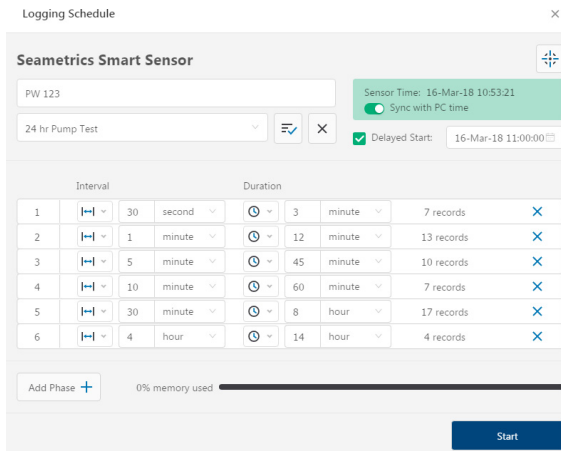 Logging Schedule
Seametrics Smart Sensor
PW 123
Sensor Time: 16-Mar-18 10:53:21
Sync with PC time
24 hr Pump Test
Delayed Start: 16-Mar-18 11:00:00
Interval Duration
1 30 second 3 minute 7 records
2 1 minute 12 minute 13 records
3 5 minute 45 minute 10 records
4 10 minute 60 minute 7 records
5 30 minute 8 hour 17 records
6 4 hour 14 hour 4 records
Add Phase 0% memory used
Start